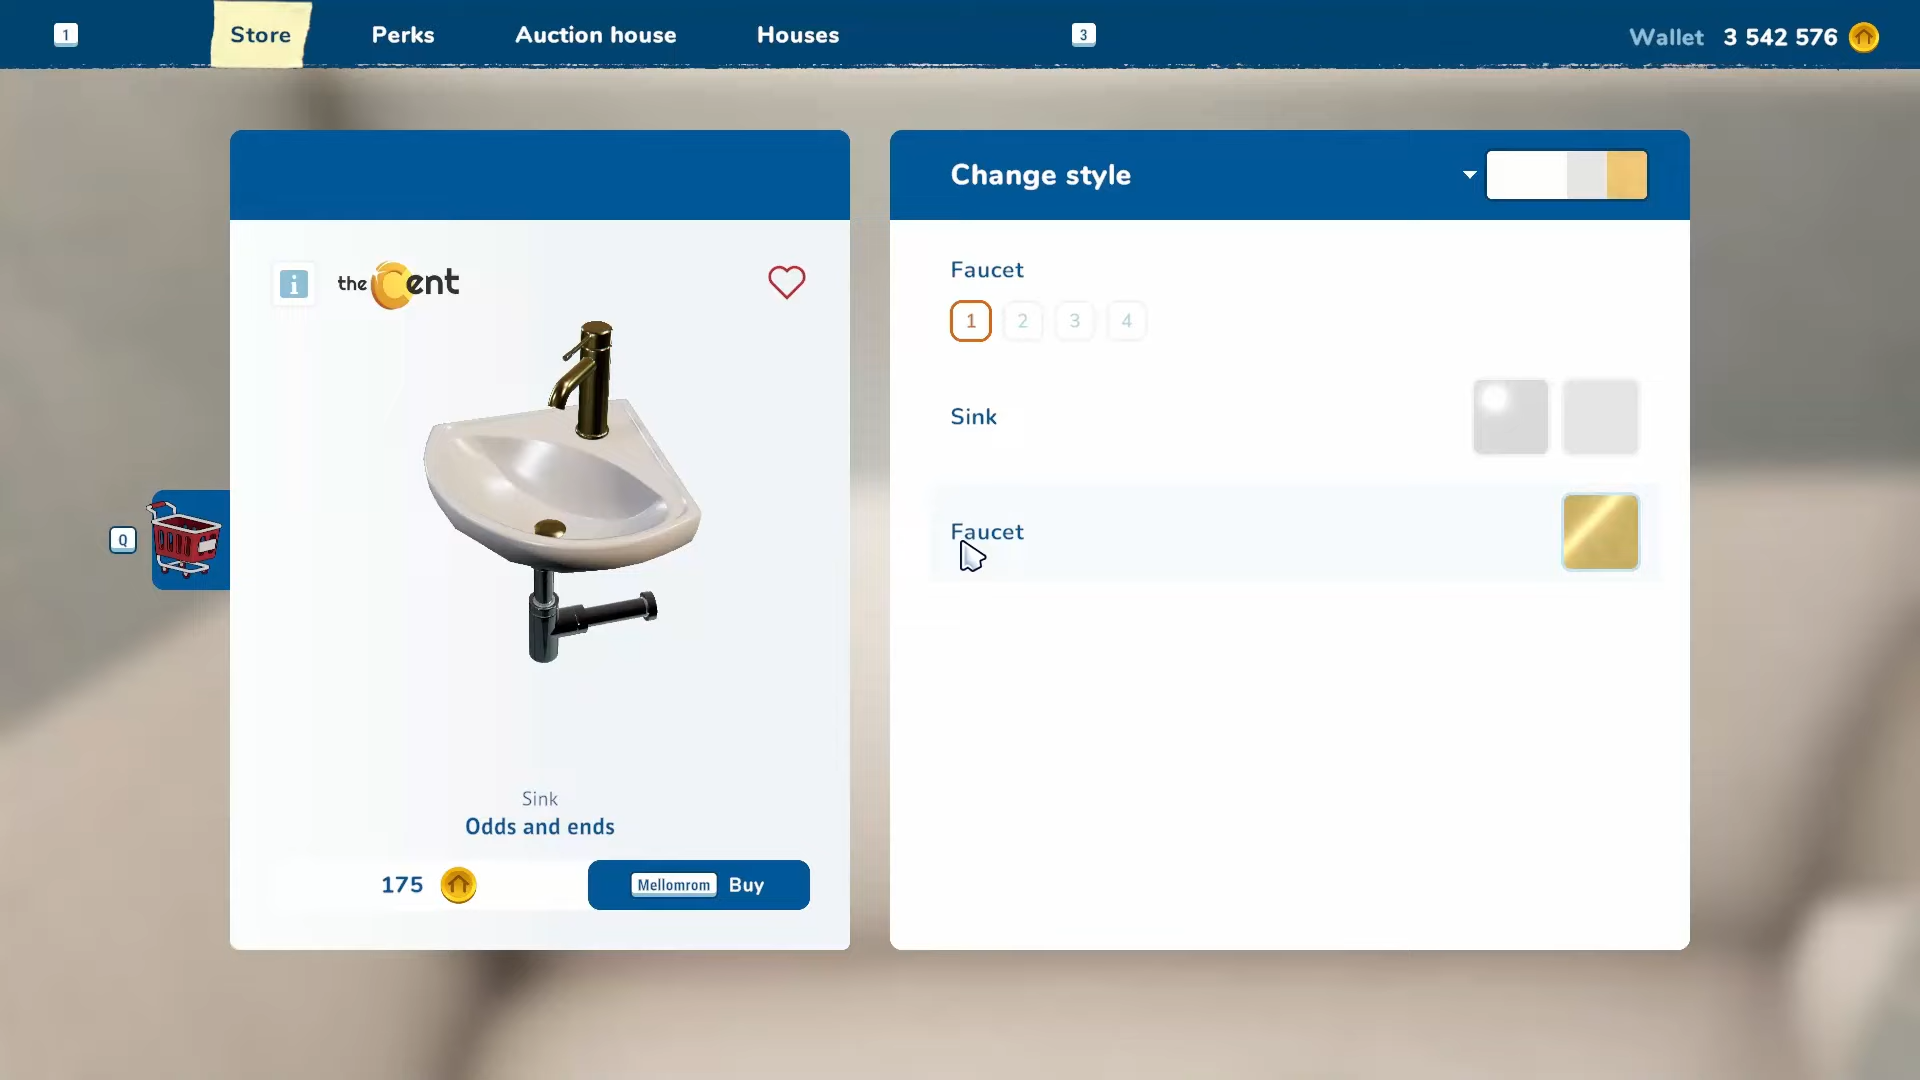 1
Store
Perks
Auction house
Houses
3
Wallet 3 542 576
i
the Cent
Change style
Faucet
1 2 3 4
Sink
Faucet
Q
Sink
Odds and ends
175
Mellomrom Buy